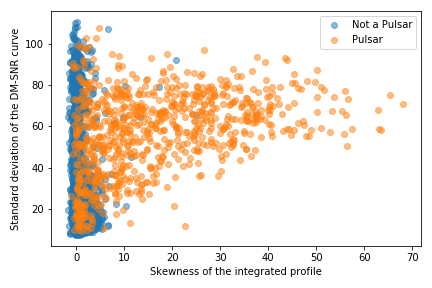 Not a Pulsar
Pulsar
100
80
60
40
20
Standard deviation of the DM-SNR curve
0 10 20 30 40 50 60 70
Skewness of the integrated profile